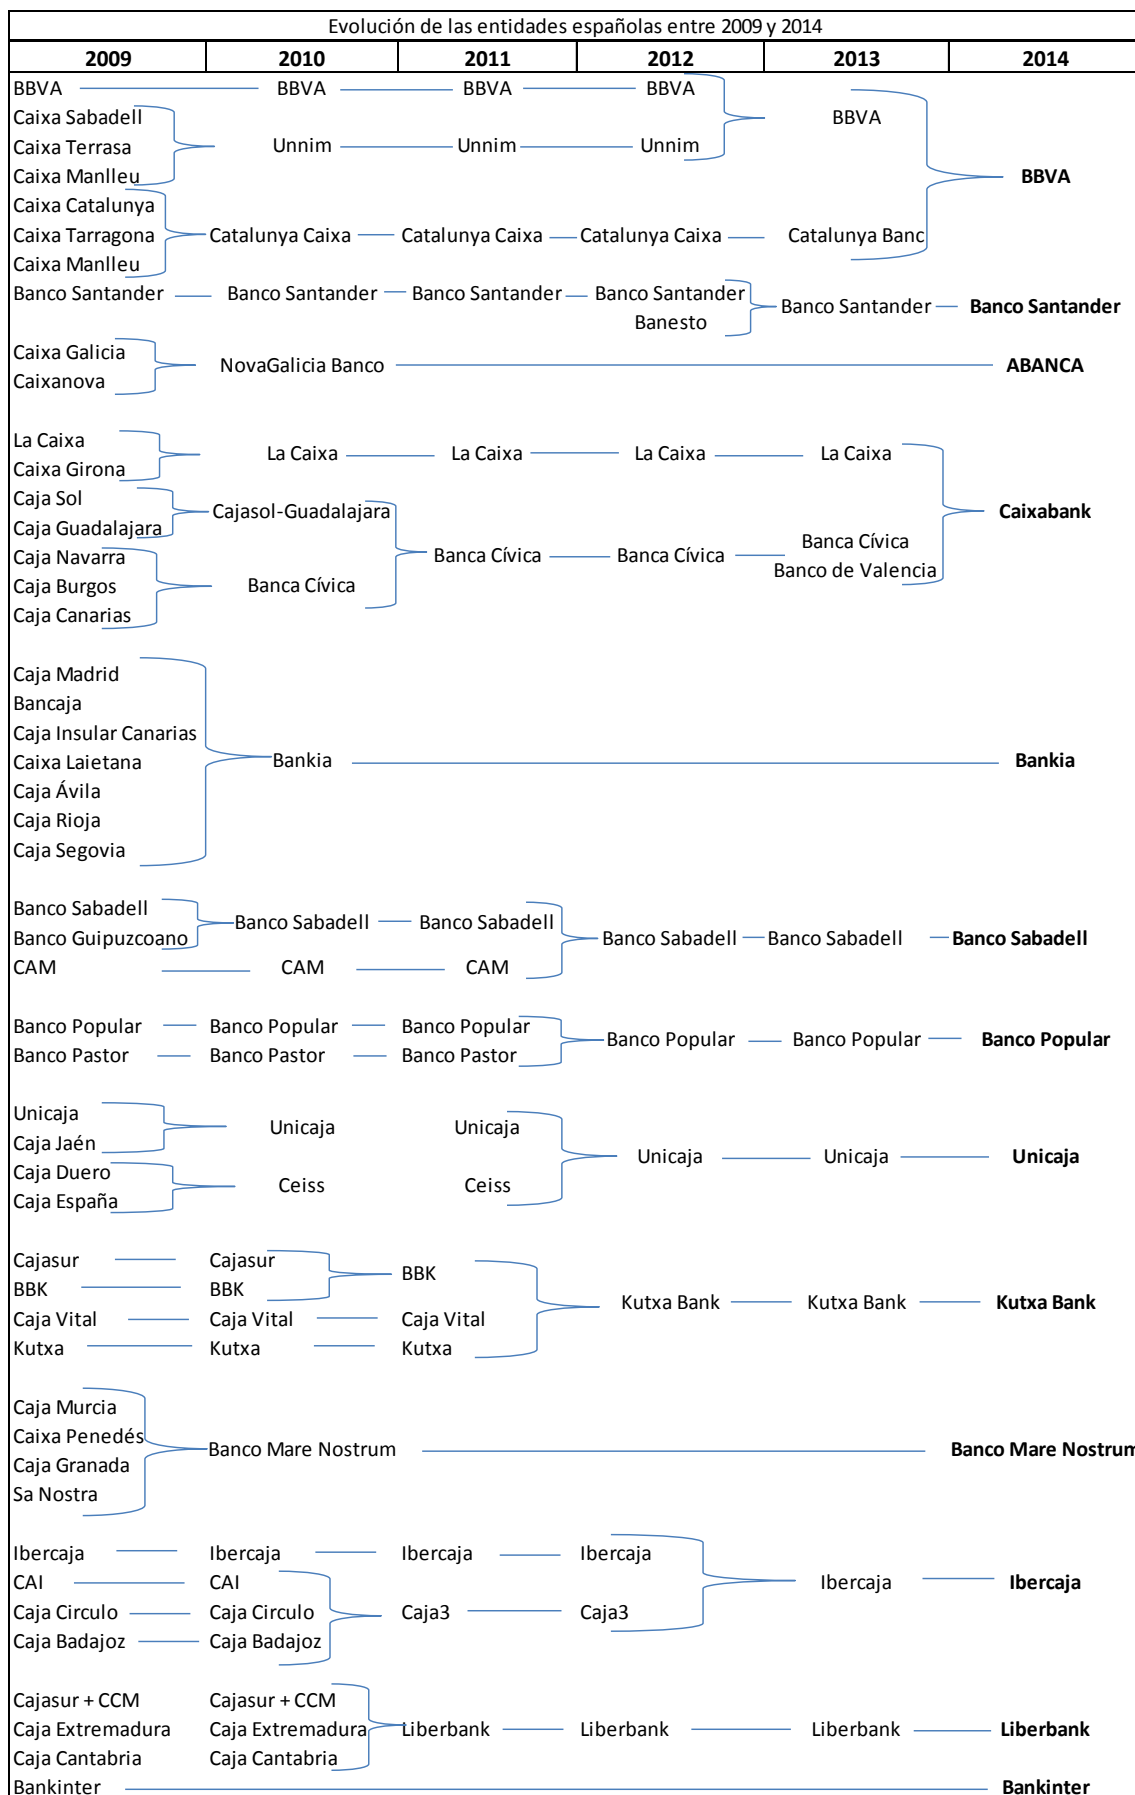 Evolución de las entidades españolas entre 2009 y 2014
2009 2010 2011 2012 2013 2014
BBVA BBVA BBVA BBVA
Caixa Sabadell BBVA
Caixa Terrasa Unnim Unnim Unnim
Caixa Manlleu BBVA
Caixa Catalunya
Caixa Tarragona Catalunya Caixa Catalunya Caixa Catalunya Caixa Catalunya Banc
Caixa Manlleu
Banco Santander Banco Santander Banco Santander Banco Santander Banco Santander Banco Santander
Banesto
Caixa Galicia NovaGalicia Banco ABANCA
Caixanova
La Caixa La Caixa La Caixa La Caixa La Caixa
Caixa Girona
Caja Sol Cajasol-Guadalajara Caixabank
Caja Guadalajara
Caja Navarra Banca Cívica Banca Cívica Banca Cívica
Banco de Valencia
Caja Burgos Banca Cívica
Caja Canarias
Caja Madrid
Bancaja
Caja Insular Canarias
Caixa Laietana Bankia Bankia
Caja Ávila
Caja Rioja
Caja Segovia
Banco Sabadell Banco Sabadell Banco Sabadell
Banco Guipuzcoano Banco Sabadell Banco Sabadell Banco Sabadell
CAM CAM CAM
Banco Popular Banco Popular Banco Popular Banco Popular Banco Popular Banco Popular
Banco Pastor Banco Pastor Banco Pastor
Unicaja Unicaja Unicaja
Caja Jaén Unicaja Unicaja Unicaja
Caja Duero Ceiss Ceiss
Caja España
Cajasur Cajasur BBK
BBK BBK Kutxa Bank Kutxa Bank Kutxa Bank
Caja Vital Caja Vital Caja Vital
Kutxa Kutxa Kutxa
Caja Murcia
Caixa Penedés Banco Mare Nostrum Banco Mare Nostrum
Caja Granada
Sa Nostra
Ibercaja Ibercaja Ibercaja Ibercaja
CAI CAI Ibercaja Ibercaja
Caja Circulo Caja Circulo Caja3 Caja3
Caja Badajoz Caja Badajoz
Cajasur + CCM Cajasur + CCM
Caja Extremadura Caja Extremadura Liberbank Liberbank Liberbank Liberbank
Caja Cantabria Caja Cantabria
Bankinter Bankinter